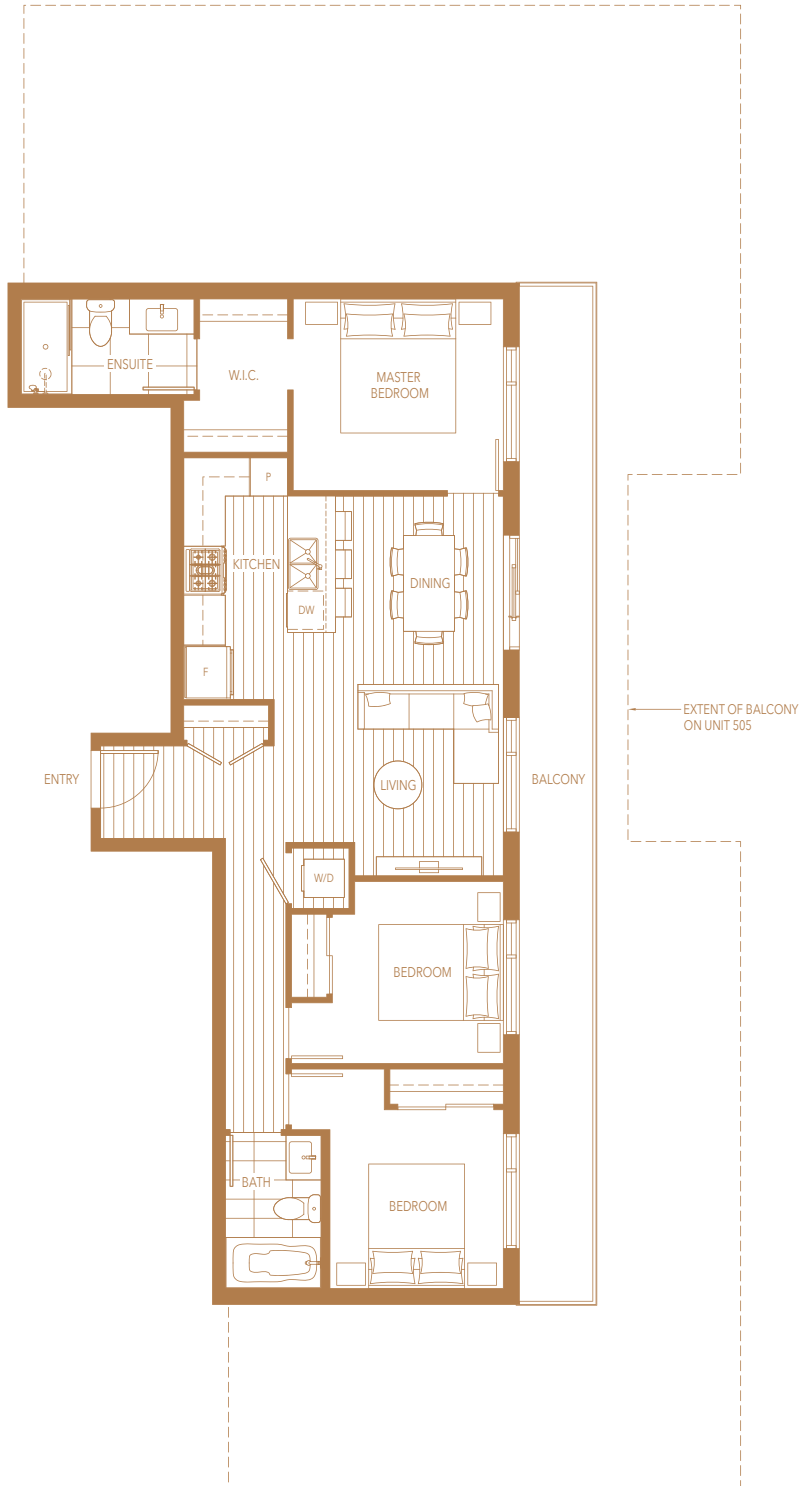 ENSUITE
W.I.C.
MASTER
BEDROOM
P
KITCHEN
DINING
DW
F
EXTENT OF BALCONY
ON UNIT 505
ENTRY
LIVING
BALCONY
W/D
BEDROOM
BATH
BEDROOM